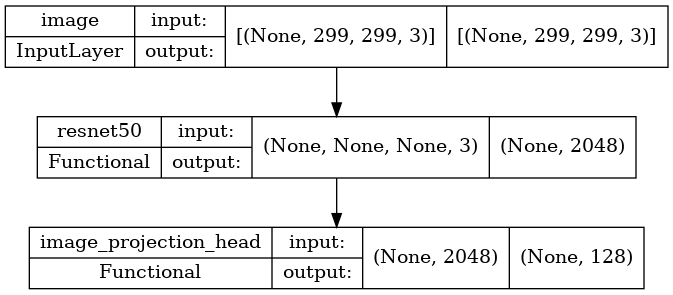 image input: [(None, 299, 299, 3)] [(None, 299, 299, 3)]
InputLayer output:
resnet50 input: (None, None, None, 3) (None, 2048)
Functional output:
image_projection_head input: (None, 2048) (None, 128)
Functional output: